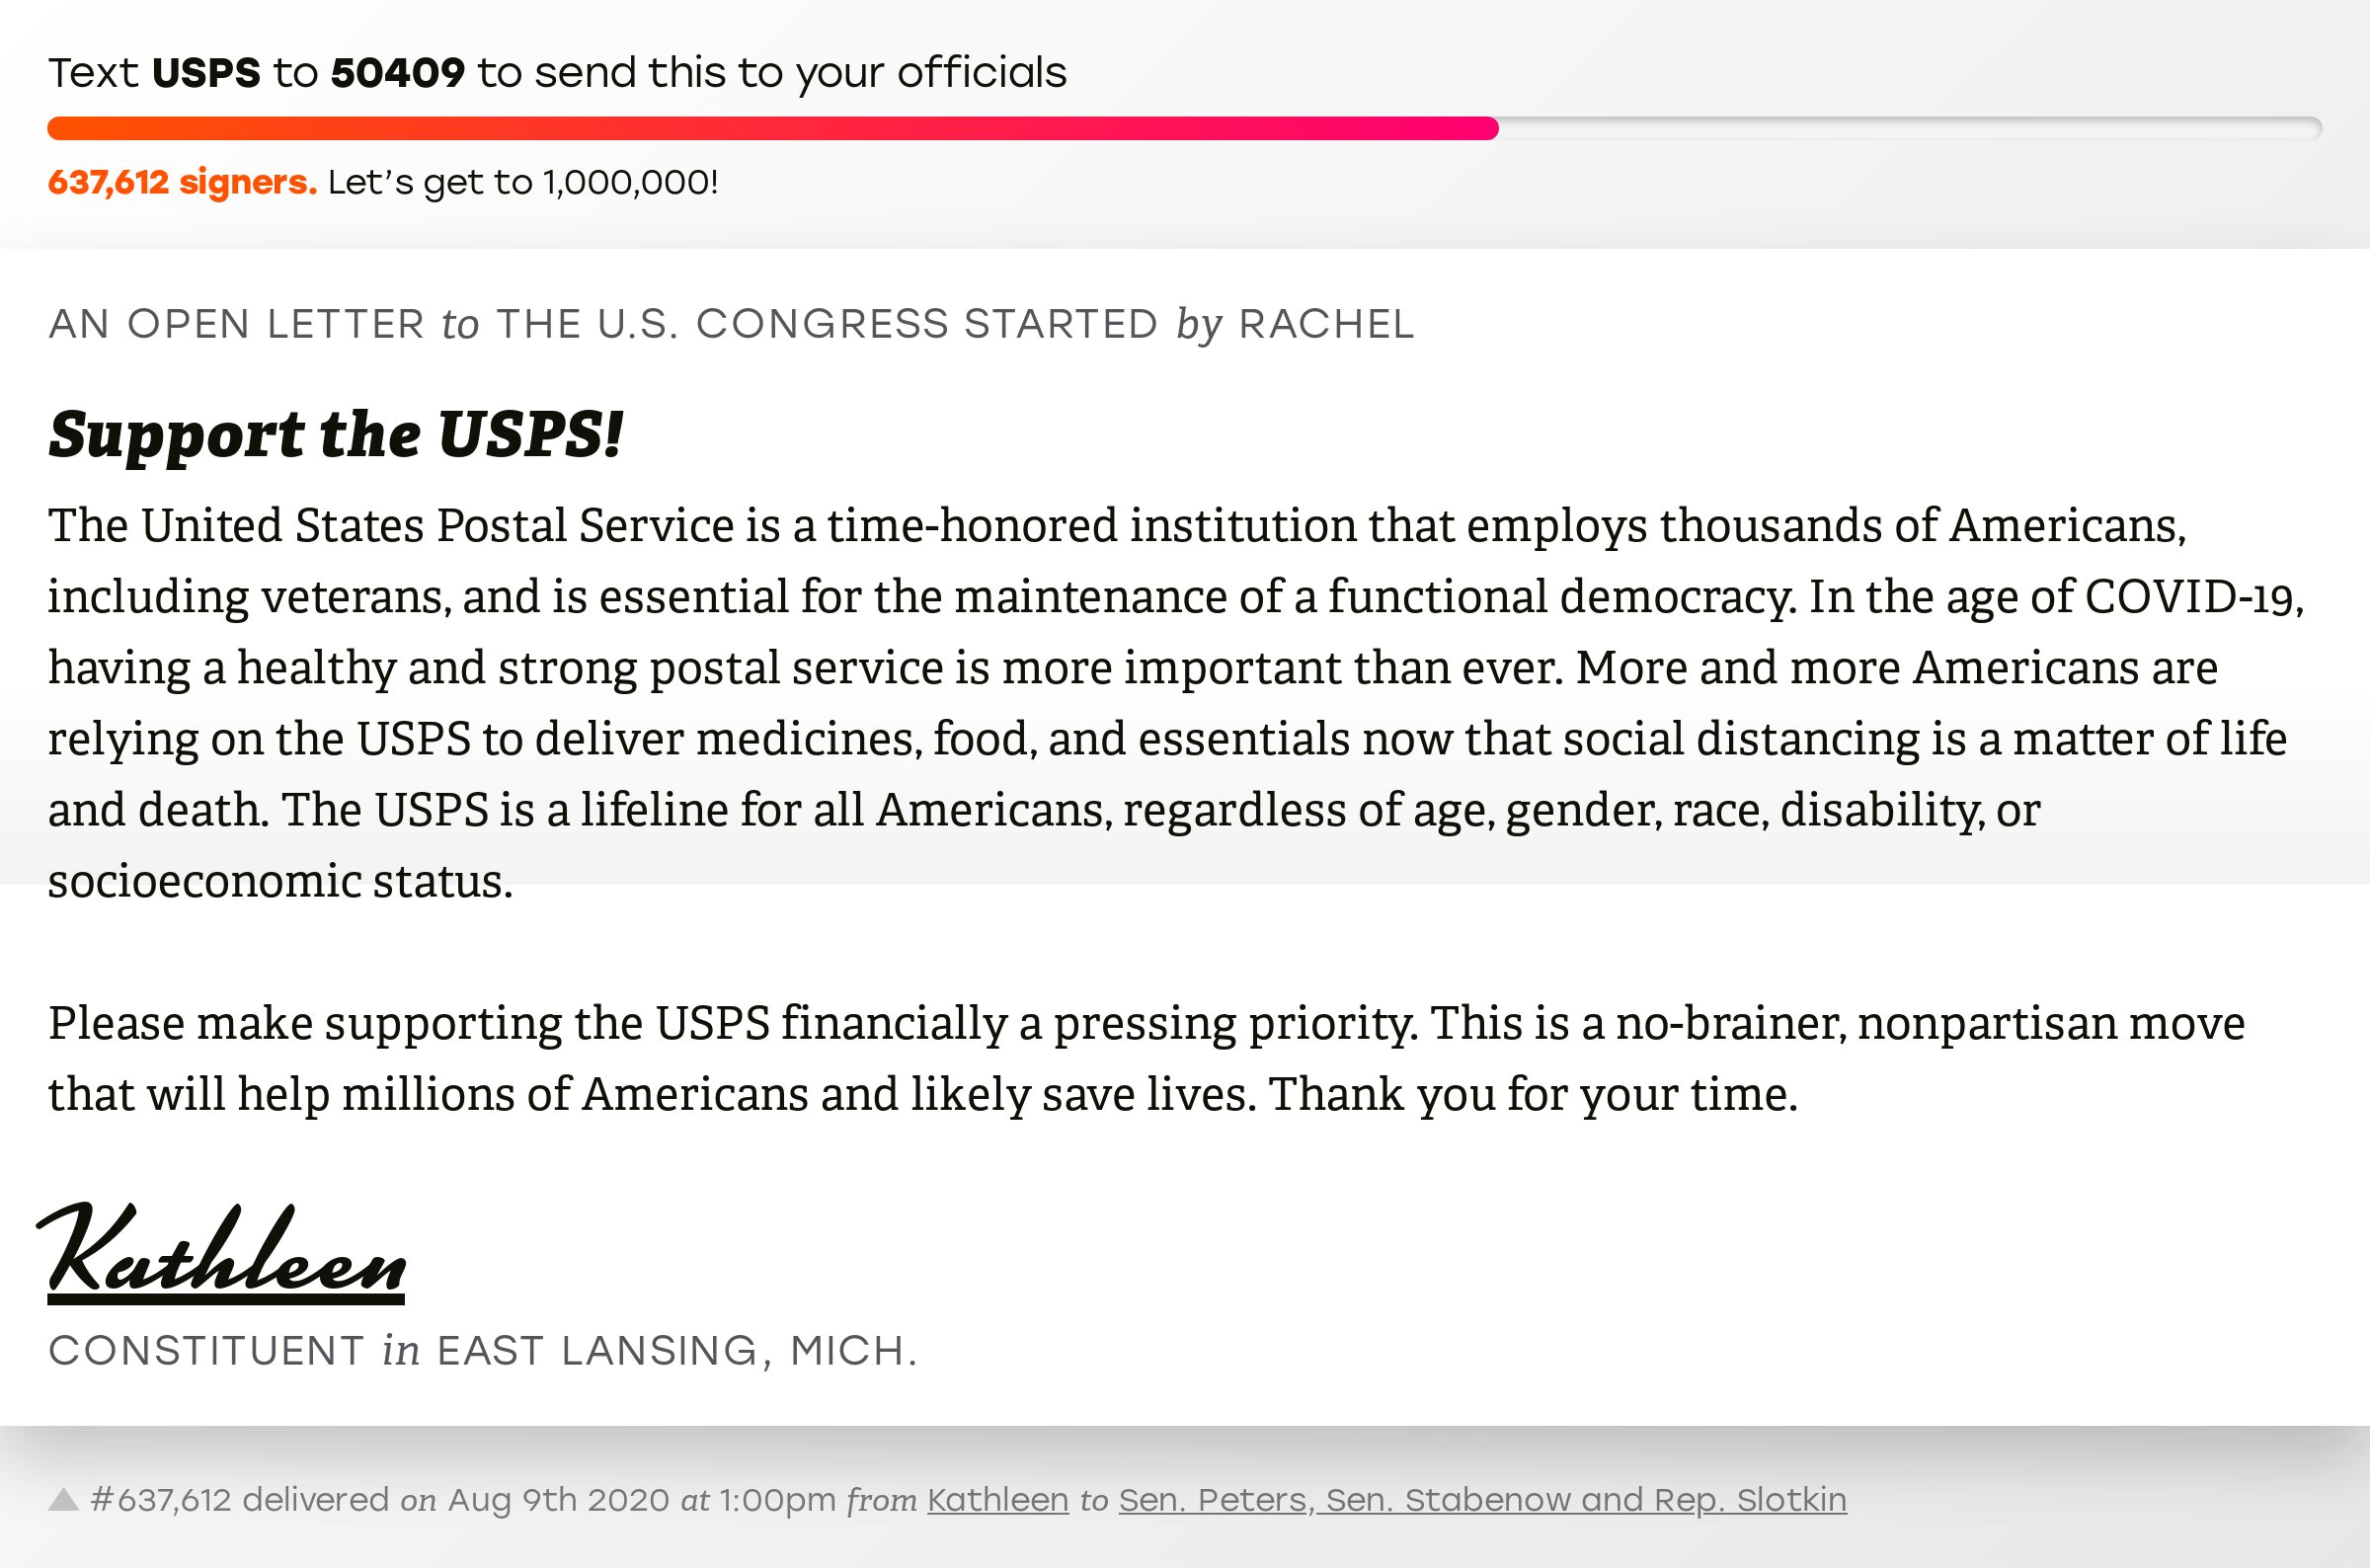 Text USPS to 50409 to send this to your officials
637,612 signers. Let’s get to 1,000,000!
AN OPEN LETTER to THE U.S. CONGRESS STARTED by RACHEL
Support the USPS!
The United States Postal Service is a time-honored institution that employs thousands of Americans,
including veterans, and is essential for the maintenance of a functional democracy. In the age of COVID-19,
having a healthy and strong postal service is more important than ever. More and more Americans are
relying on the USPS to deliver medicines, food, and essentials now that social distancing is a matter of life
and death. The USPS is a lifeline for all Americans, regardless of age, gender, race, disability, or
socioeconomic status.
Please make supporting the USPS financially a pressing priority. This is a no-brainer, nonpartisan move
that will help millions of Americans and likely save lives. Thank you for your time.
Kathleen
CONSTITUENT in EAST LANSING, MICH.
▲ #637,612 delivered on Aug 9th 2020 at 1:00pm from Kathleen to Sen. Peters, Sen. Stabenow and Rep. Slotkin